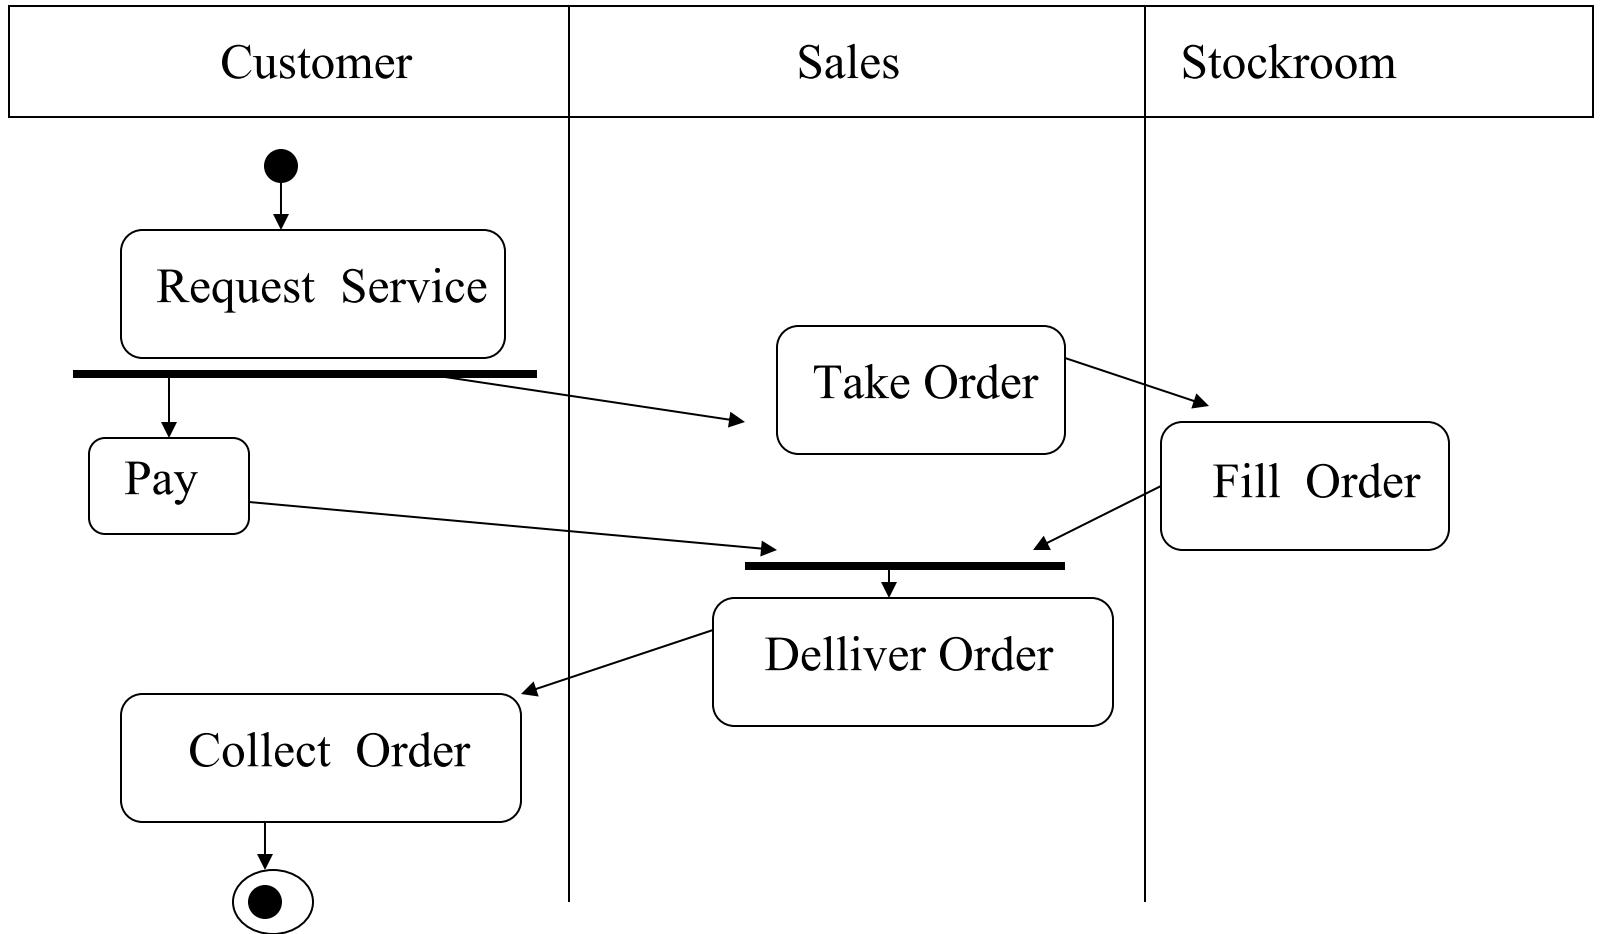 Customer
Sales
Stockroom
Request Service
Take Order
Pay
Fill Order
Delliver Order
Collect Order